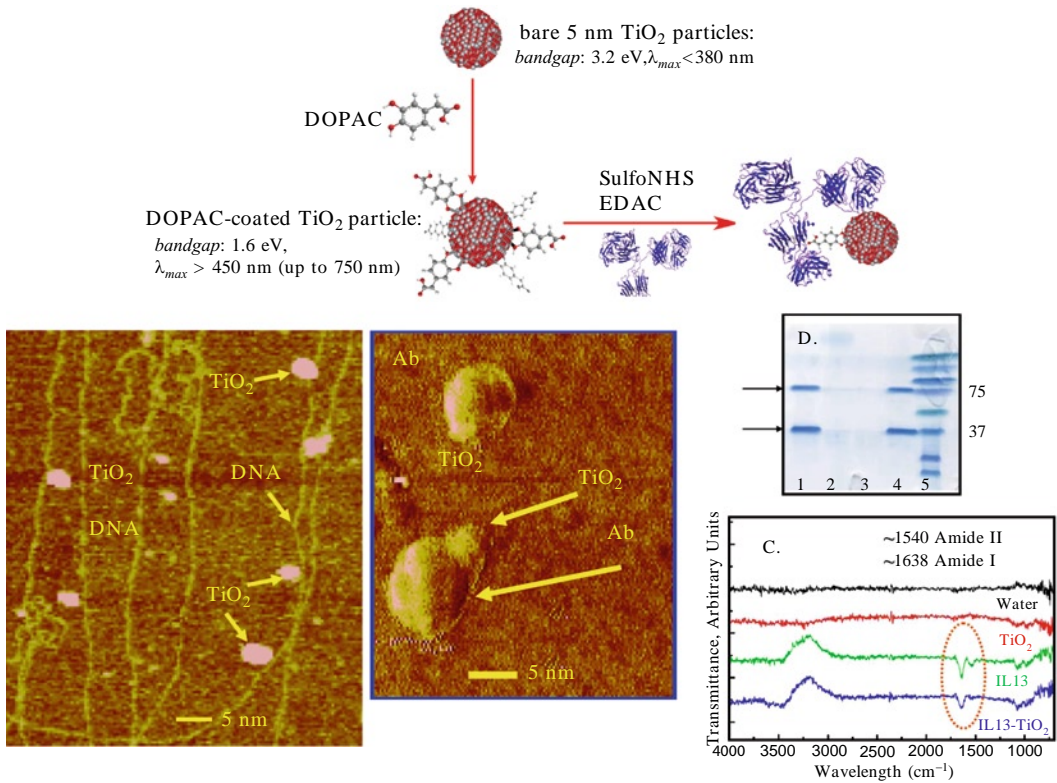 bare 5 nm TiO₂ particles:
bandgap: 3.2 eV,λmax<380 nm
DOPAC
DOPAC-coated TiO₂ particle:
bandgap: 1.6 eV,
λmax > 450 nm (up to 750 nm)
SulfoNHS
EDAC
TiO₂
TiO₂
DNA
DNA
TiO₂
5 nm
Ab
TiO₂
TiO₂
Ab
5 nm
D.
75
37
1 2 3 4 5
C.
~1540 Amide II
~1638 Amide I
Water
TiO₂
IL13
IL13-TiO₂
Transmittance, Arbitrary Units
4000 3500 3000 2500 2000 1500 1000
Wavelength (cm⁻¹)